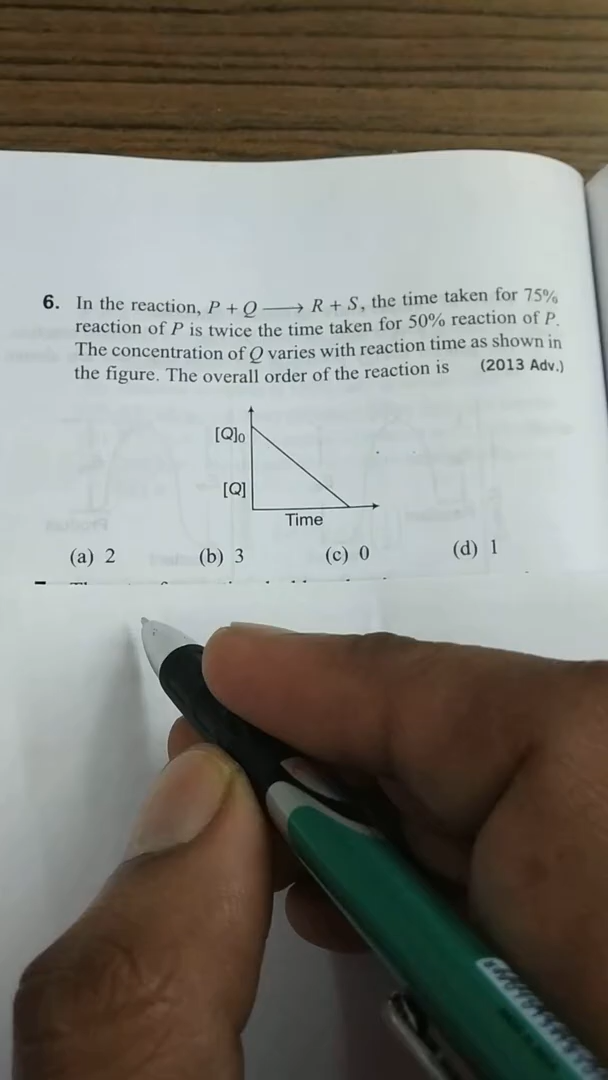 6. In the reaction, P + Q ⟶ R + S, the time taken for 75%
reaction of P is twice the time taken for 50% reaction of P.
The concentration of Q varies with reaction time as shown in
the figure. The overall order of the reaction is (2013 Adv.)
[Q]₀
[Q]
Time
(a) 2 (b) 3 (c) 0 (d) 1